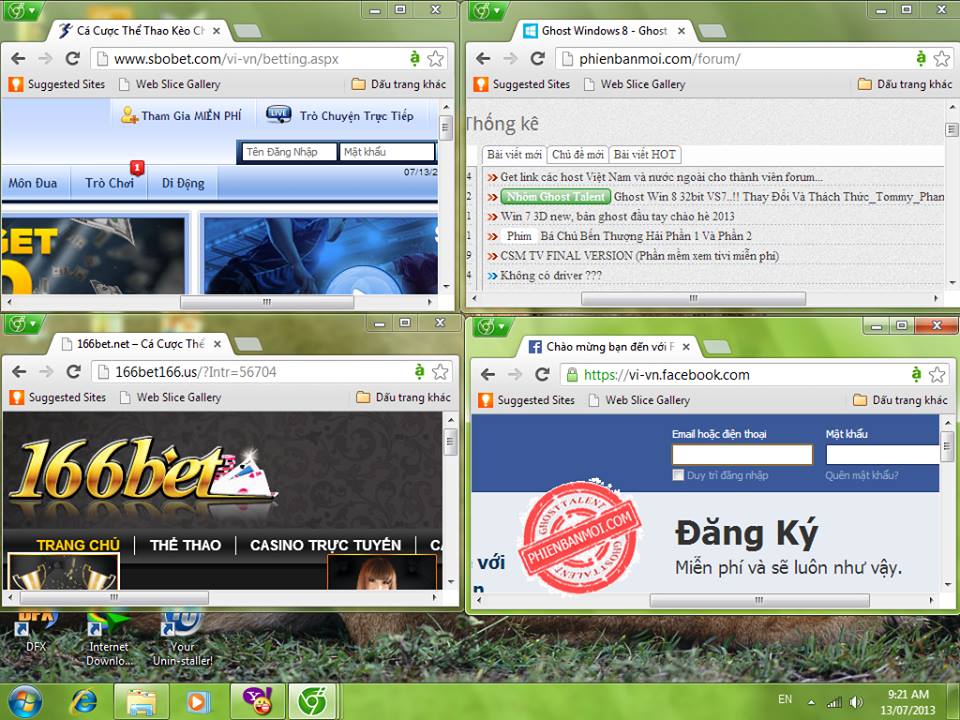 Cá Cược Thể Thao Kèo Ch
www.sbobet.com/vi-vn/betting.aspx
Suggested Sites
Web Slice Gallery
Dấu trang khác
Tham Gia MIỄN PHÍ
LIVE
Trò Chuyện Trực Tiếp
Tên Đăng Nhập
Mật khẩu
07/13/2
Môn Đua
Trò Chơi
1
Di Động
GET
Ghost Windows 8 - Ghost
phienbanmoi.com/forum/
Suggested Sites
Web Slice Gallery
Dấu trang khác
Thống kê
Bài viết mới
Chủ đề mới
Bài viết HOT
4 Get link các host Việt Nam và nước ngoài cho thành viên forum...
2 Nhóm Ghost Talent Ghost Win 8 32bit VS7..!! Thay Đổi Và Thách Thức_Tommy_Phan
1 Win 7 3D new, bản ghost đầu tay chào hè 2013
1 Phim Bá Chủ Bến Thượng Hải Phần 1 Và Phần 2
9 CSM TV FINAL VERSION (Phần mềm xem tivi miễn phí)
4 Không có driver ???
166bet.net – Cá Cược Thể
166bet166.us/?Intr=56704
Suggested Sites
Web Slice Gallery
Dấu trang khác
166bet
TRANG CHỦ
THỂ THAO
CASINO TRỰC TUYẾN
Chào mừng bạn đến với F
https://vi-vn.facebook.com
Suggested Sites
Web Slice Gallery
Dấu trang khác
Email hoặc điện thoại
Mật khẩu
Duy trì đăng nhập
Quên mật khẩu?
GHOSTTALENT
PHIENBANMOI.COM
GHOSTTALENT
với
Đăng Ký
Miễn phí và sẽ luôn như vậy.
DFX
Internet
Downlo...
Your
Unin-staller!
EN
9:21 AM
13/07/2013